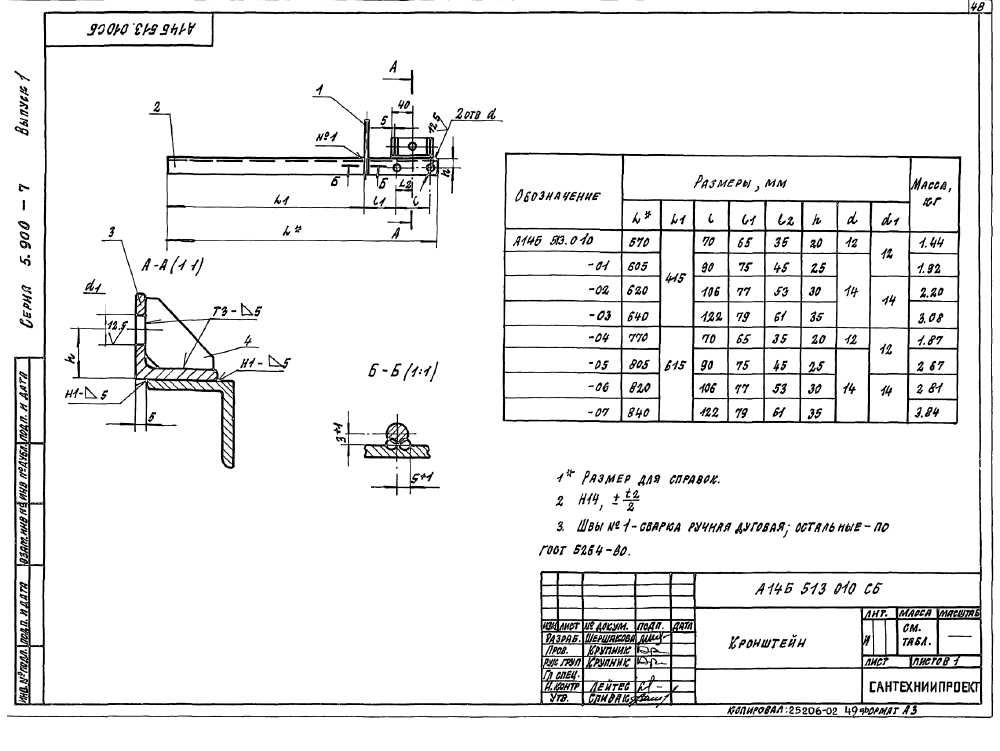 48
А14Б 513.010СБ
Серия 5.900-7 Выпуск 1
А
40
1
2
5
12.5
2 отв d
№1
h
Б Б
L2
L1 l1 l
А
L*
3
А-А (1:1)
d1
Т3-◺5
12.5
4
h
Н1-◺5
Н1-◺5
6
Б-Б (1:1)
3+1
5+1
Обозначение Размеры, мм Масса, кг
L* L1 l l1 l2 h d d1
А14Б 513.010 570 415 70 65 35 20 12 12 1.44
-01 605 90 75 45 25 14 1.92
-02 620 106 77 53 30 14 2.20
-03 640 122 79 61 35 3.08
-04 770 615 70 65 35 20 12 12 1.87
-05 805 90 75 45 25 14 2 67
-06 820 106 77 53 30 14 2 81
-07 840 122 79 61 35 3.84
1* Размер для справок.
2 Н14, ± t2/2
3. Швы №1-сварка ручная дуговая; остальные-по
ГОСТ 5264-80.
А14Б 513 010 СБ
Изм Лист № докум. Подп. Дата
Разраб. Шершакова
Пров. Крупник
Рук груп Крупник
Гл спец.
Н.контр Лейтес
Утв. Спивак
Кронштейн
Лит. Масса Масштаб
И См. табл. —
Лист Листов 1
САНТЕХНИИПРОЕКТ
Инв.№подл. Подп. и дата Взам.инв № Инв №дубл. Подп. и дата
Копировал: 25206-02 49 Формат А3